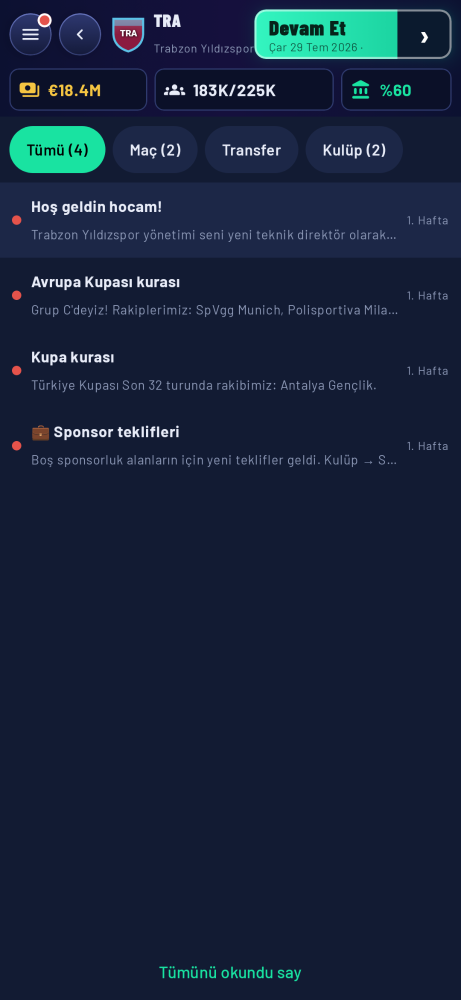 TRA
TRA
Trabzon Yıldızspor
Devam Et
Çar 29 Tem 2026 ·
€18.4M
183K/225K
%60
Tümü (4)
Maç (2)
Transfer
Kulüp (2)
Hoş geldin hocam!
Trabzon Yıldızspor yönetimi seni yeni teknik direktör olarak…
1. Hafta
Avrupa Kupası kurası
Grup C'deyiz! Rakiplerimiz: SpVgg Munich, Polisportiva Mila…
1. Hafta
Kupa kurası
Türkiye Kupası Son 32 turunda rakibimiz: Antalya Gençlik.
1. Hafta
💼 Sponsor teklifleri
Boş sponsorluk alanların için yeni teklifler geldi. Kulüp → S…
1. Hafta
Tümünü okundu say